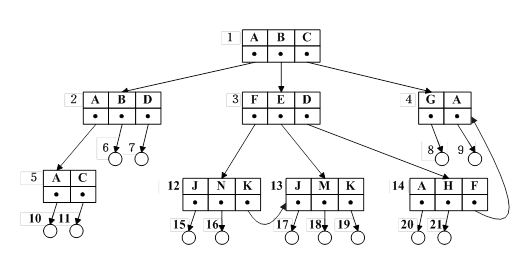 1 A B C
2 A B D
3 F E D
4 G A
6 7
8 9
5 A C
12 J N K
13 J M K
14 A H F
10 11
15 16
17 18 19
20 21